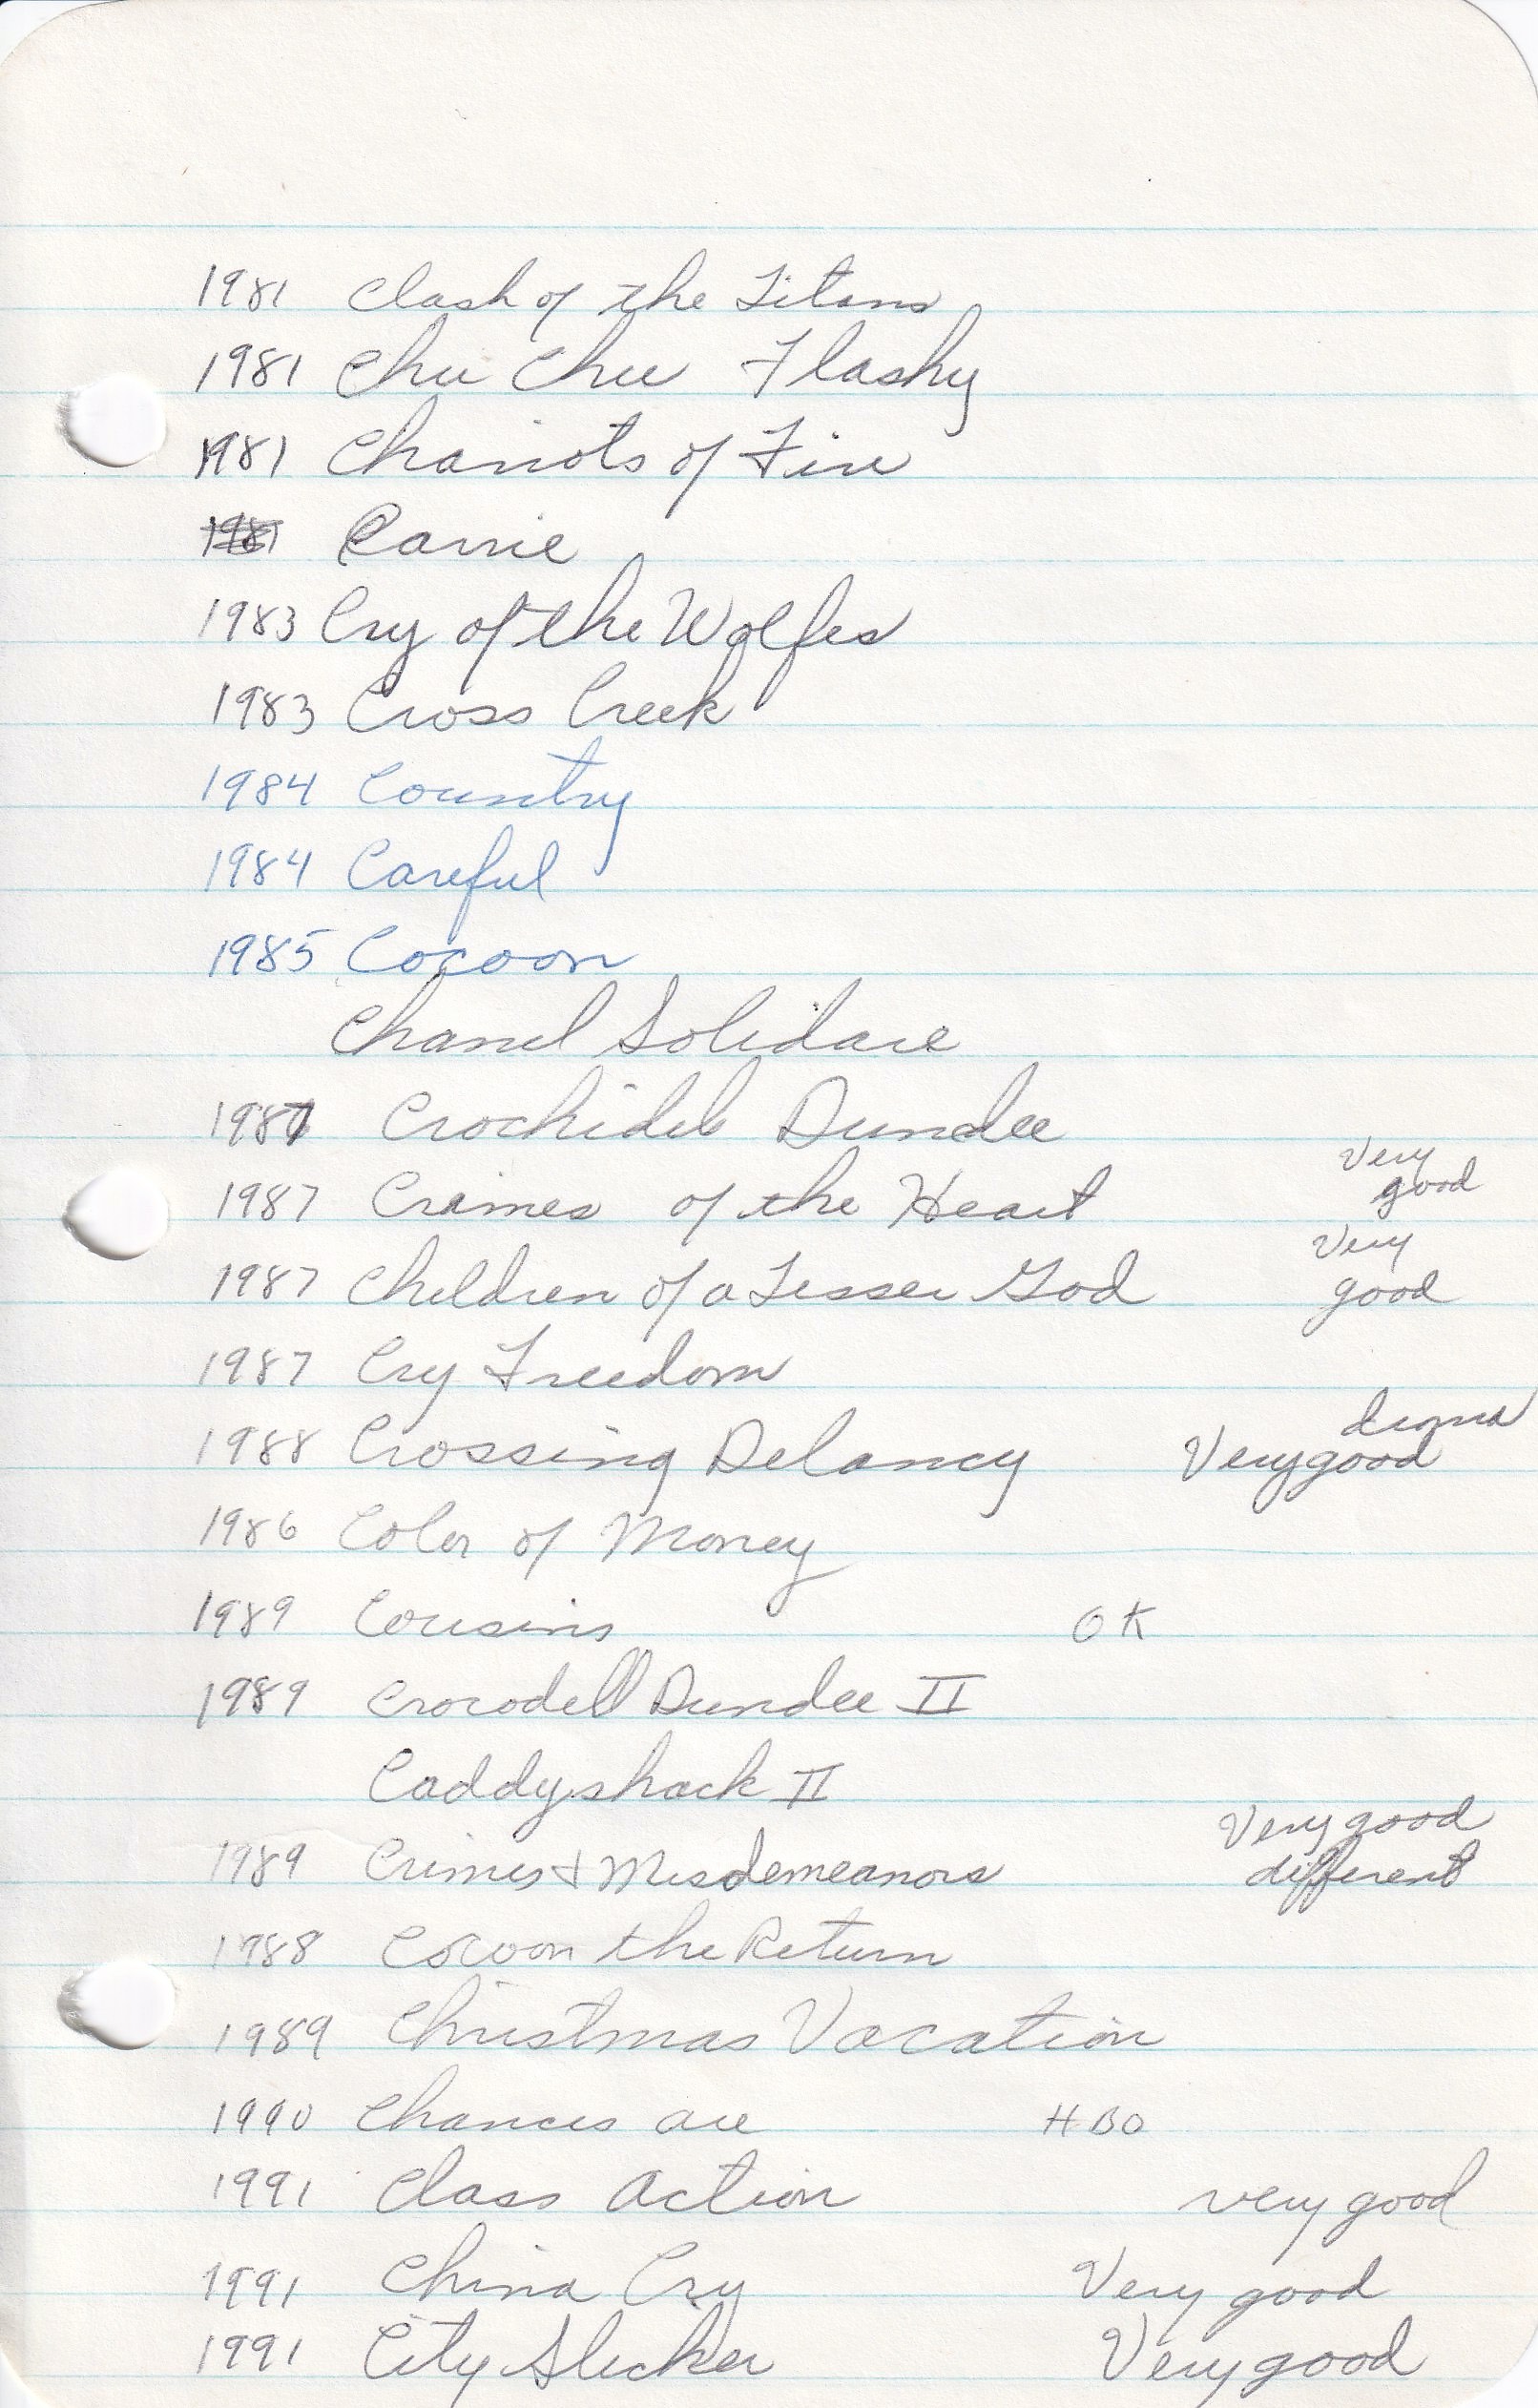 1981 Clash of the Titans
1981 Chu Chu Flashy
1981 Chariots of Fire
1981 Carrie
1983 Cry of the Wolfes
1983 Cross Creek
1984 Country
1984 Careful
1985 Cocoon
Chanel Solidare
1987 Crochidile Dundee
1987 Crimes of the Heart Very good
1987 Children of a Lesser God Very good
1987 Cry Freedom
1988 Crossing Delancy Very good drama
1986 Color of Money
1989 Cousins OK
1989 Crocodell Dundee II
Caddyshack II
1989 Crimes & Misdemeanors Very good different
1988 Cocoon the Return
1989 Christmas Vacation
1990 Chances are HBO
1991 Class Action very good
1991 China Cry Very good
1991 City Slicker Very good